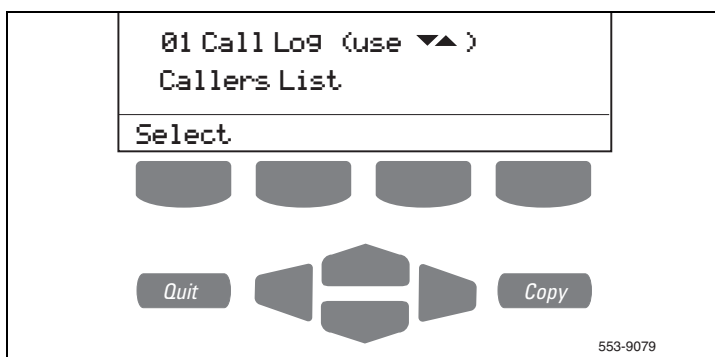 01 Call Log (use ▼▲)
Callers List
Select
Quit
Copy
553-9079